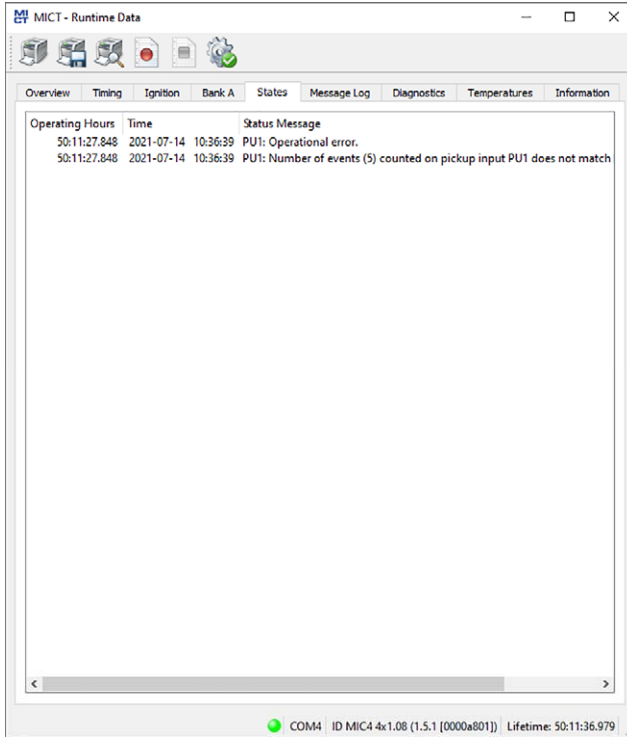 MICT - Runtime Data
Overview Timing Ignition Bank A States Message Log Diagnostics Temperatures Information
Operating Hours Time Status Message
50:11:27.848 2021-07-14 10:36:39 PU1: Operational error.
50:11:27.848 2021-07-14 10:36:39 PU1: Number of events (5) counted on pickup input PU1 does not match
COM4 ID MIC4 4x1.08 (1.5.1 [0000a801]) Lifetime: 50:11:36.979